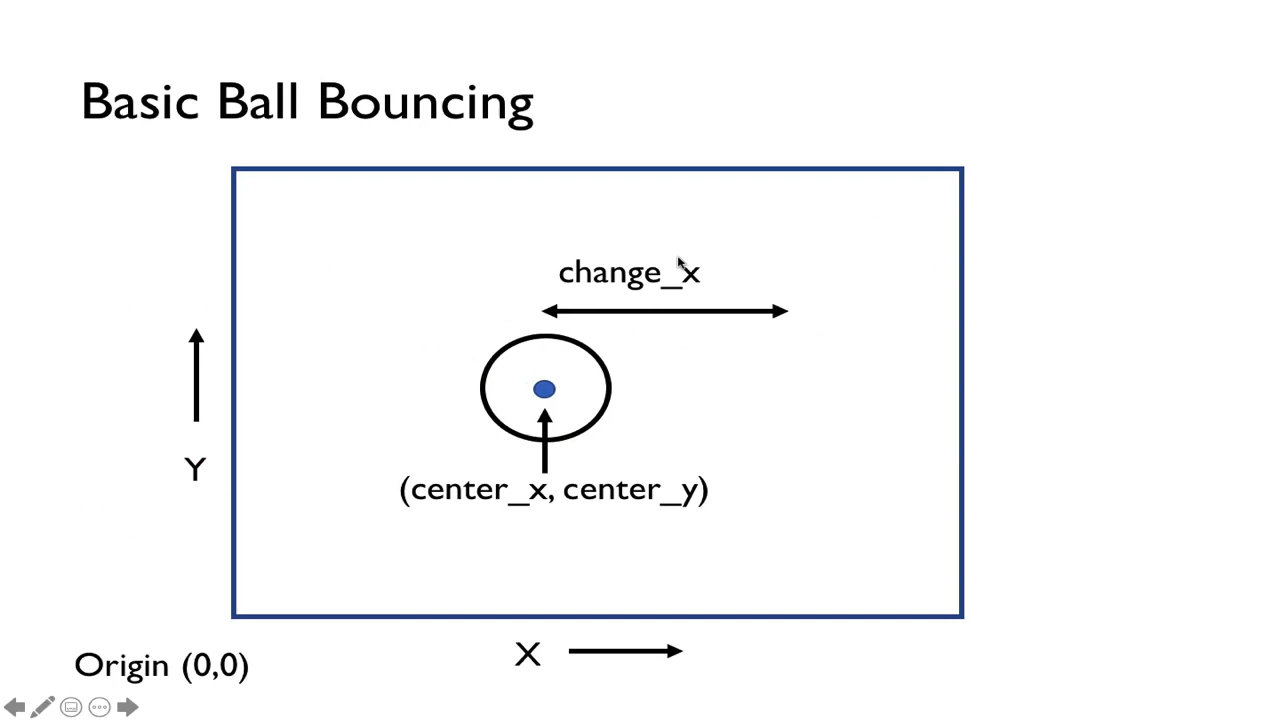 Basic Ball Bouncing
change_x
Y
(center_x, center_y)
X
Origin (0,0)